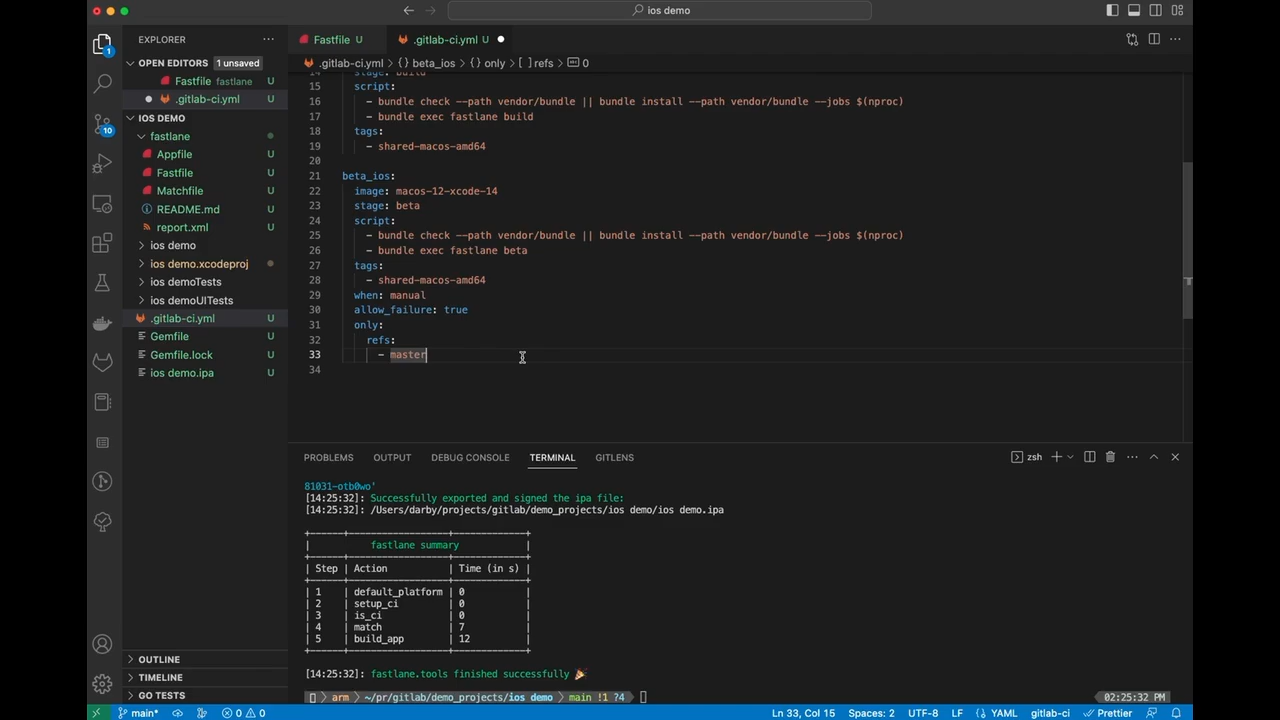 ios demo
EXPLORER
OPEN EDITORS 1 unsaved
Fastfile fastlane U
.gitlab-ci.yml U
IOS DEMO
fastlane
Appfile U
Fastfile U
Matchfile U
README.md U
report.xml U
ios demo
ios demo.xcodeproj
ios demoTests
ios demoUITests
.gitlab-ci.yml U
Gemfile U
Gemfile.lock U
ios demo.ipa U
OUTLINE
TIMELINE
GO TESTS
1
10
Fastfile U
.gitlab-ci.yml U
.gitlab-ci.yml > {} beta_ios > {} only > [ ] refs > 0
14 stage: build
15 script:
16 - bundle check --path vendor/bundle || bundle install --path vendor/bundle --jobs $(nproc)
17 - bundle exec fastlane build
18 tags:
19 - shared-macos-amd64
20
21 beta_ios:
22 image: macos-12-xcode-14
23 stage: beta
24 script:
25 - bundle check --path vendor/bundle || bundle install --path vendor/bundle --jobs $(nproc)
26 - bundle exec fastlane beta
27 tags:
28 - shared-macos-amd64
29 when: manual
30 allow_failure: true
31 only:
32 refs:
33 - master
34
PROBLEMS OUTPUT DEBUG CONSOLE TERMINAL GITLENS
zsh
81031-otb0wo'
[14:25:32]: Successfully exported and signed the ipa file:
[14:25:32]: /Users/darby/projects/gitlab/demo_projects/ios demo/ios demo.ipa
+------+------------------+-------------+
| fastlane summary |
+------+------------------+-------------+
| Step | Action | Time (in s) |
+------+------------------+-------------+
| 1 | default_platform | 0 |
| 2 | setup_ci | 0 |
| 3 | is_ci | 0 |
| 4 | match | 7 |
| 5 | build_app | 12 |
+------+------------------+-------------+
[14:25:32]: fastlane.tools finished successfully 🎉
arm ~/pr/gitlab/demo_projects/ios demo main !1 ?4 02:25:32 PM
main* 0 0 Ln 33, Col 15 Spaces: 2 UTF-8 LF {} YAML gitlab-ci Prettier